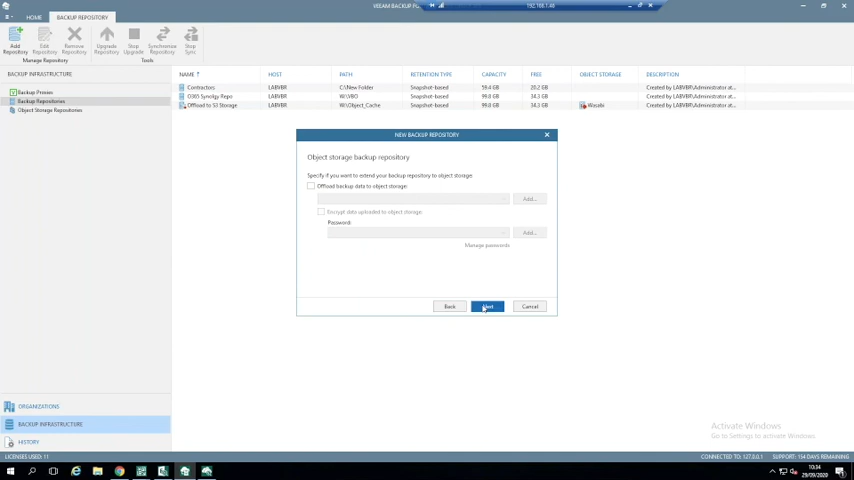 VEEAM BACKUP
192.168.1.46
HOME
BACKUP REPOSITORY
Add Repository
Edit Repository
Remove Repository
Upgrade Repository
Stop Upgrade
Synchronize Repository
Stop Sync
Manage Repository
Tools
BACKUP INFRASTRUCTURE
Backup Proxies
Backup Repositories
Object Storage Repositories
NAME ↑ HOST PATH RETENTION TYPE CAPACITY FREE OBJECT STORAGE DESCRIPTION
Contractors LABVBR C:\New Folder Snapshot-based 59.4 GB 20.2 GB Created by LABVBR\Administrator at...
O365 Synology Repo LABVBR W:\VBO Snapshot-based 99.0 GB 34.3 GB Created by LABVBR\Administrator at...
Offload to S3 Storage LABVBR W:\Object_Cache Snapshot-based 99.0 GB 34.3 GB Wasabi Created by LABVBR\Administrator at...
NEW BACKUP REPOSITORY
Object storage backup repository
Specify if you want to extend your backup repository to object storage:
Offload backup data to object storage:
Add...
Encrypt data uploaded to object storage
Password:
Add...
Manage passwords
Back
Cancel
ORGANIZATIONS
BACKUP INFRASTRUCTURE
HISTORY
Activate Windows
Go to Settings to activate Windows.
LICENSES USED: 11
CONNECTED TO: 127.0.0.1 SUPPORT: 154 DAYS REMAINING
10:34
29/09/2020